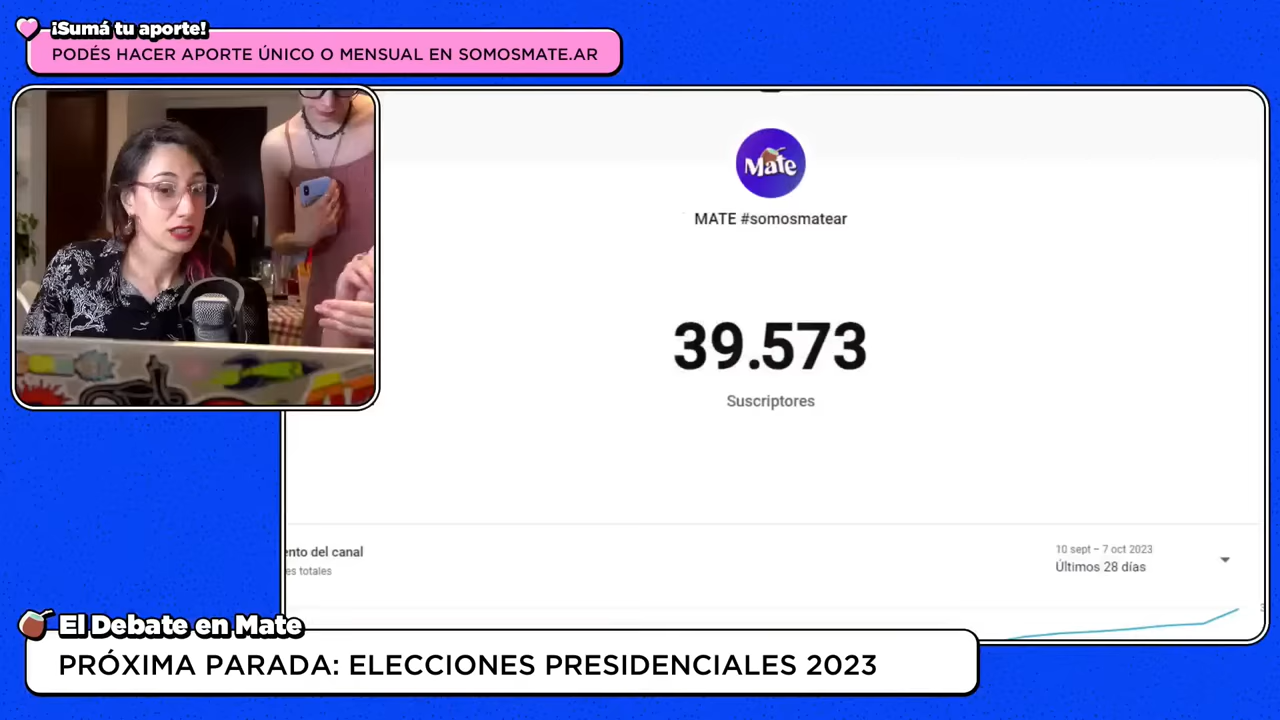 ¡Sumá tu aporte!
PODÉS HACER APORTE ÚNICO O MENSUAL EN SOMOSMATE.AR
Mate
MATE #somosmatear
39.573
Suscriptores
ento del canal
es totales
10 sept – 7 oct 2023
Últimos 28 días
El Debate en Mate
PRÓXIMA PARADA: ELECCIONES PRESIDENCIALES 2023